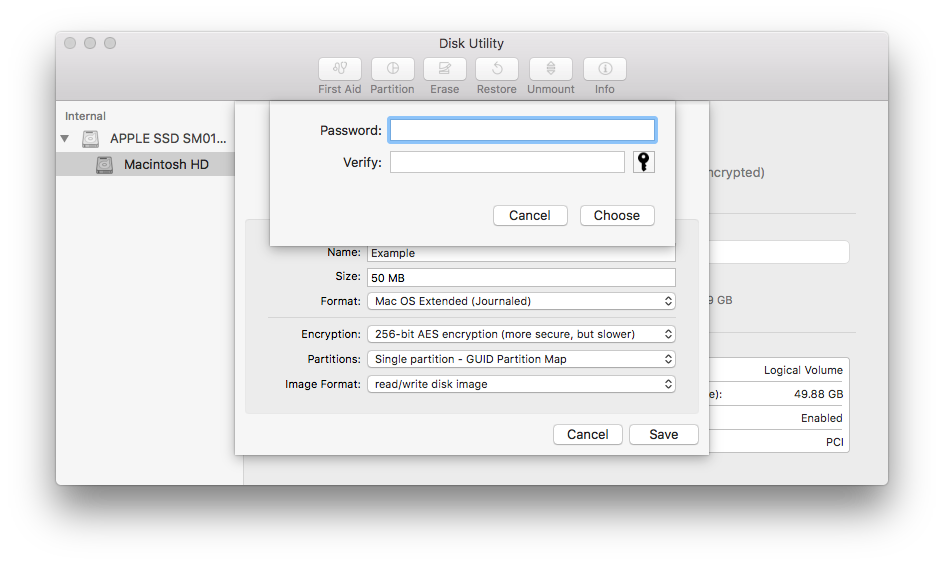 Disk Utility
First Aid Partition Erase Restore Unmount Info
Internal
APPLE SSD SM01...
Macintosh HD
Password:
Verify:
Cancel Choose
ncrypted)
Name: Example
Size: 50 MB
9 GB
Format: Mac OS Extended (Journaled)
Encryption: 256-bit AES encryption (more secure, but slower)
Partitions: Single partition - GUID Partition Map
Image Format: read/write disk image
Cancel Save
Logical Volume
e): 49.88 GB
Enabled
PCI